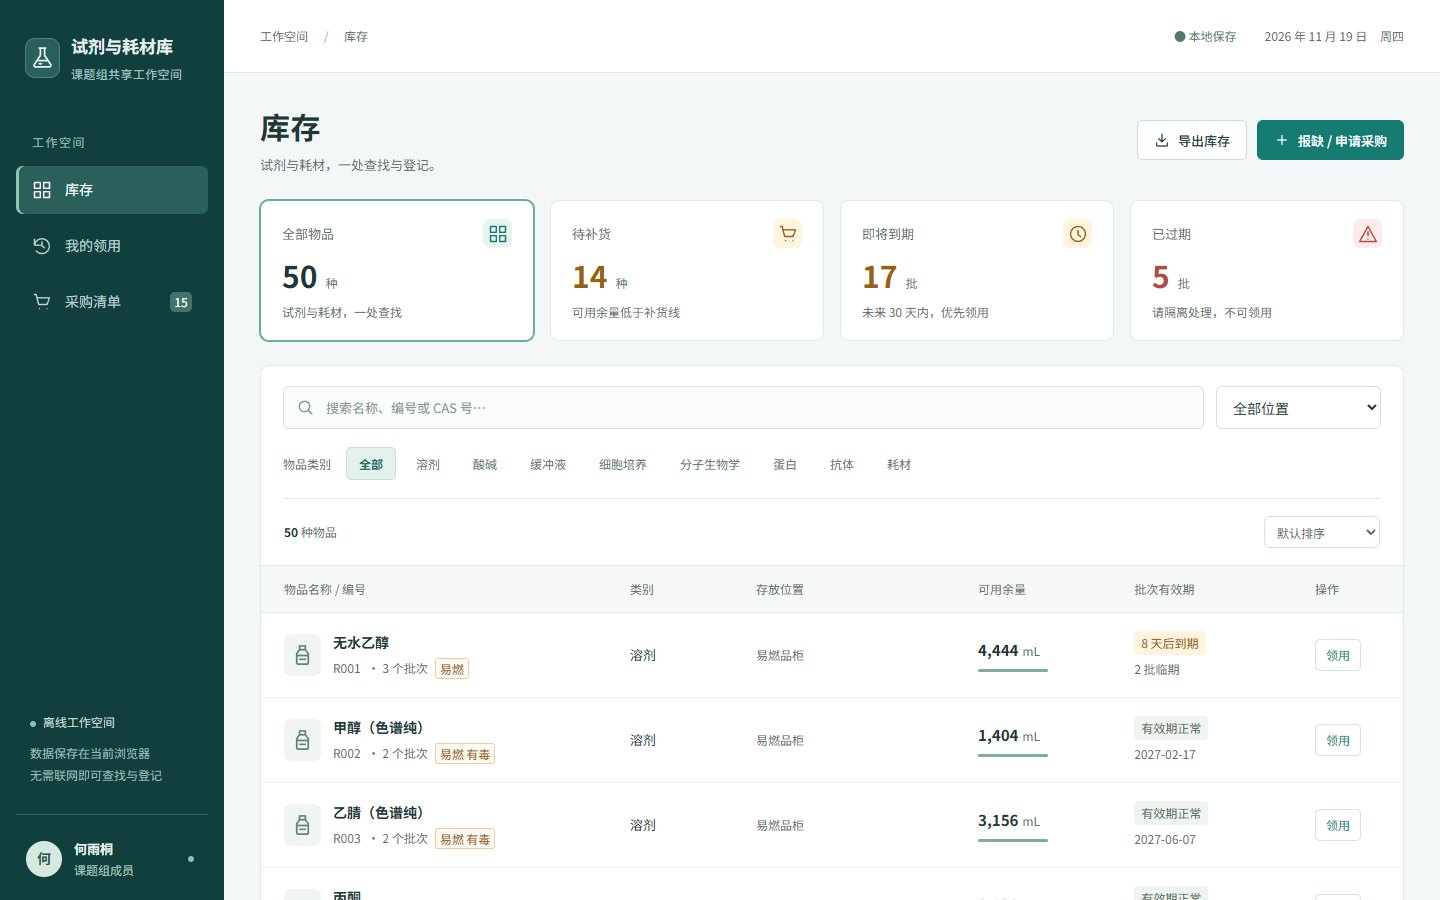 试剂与耗材库
课题组共享工作空间
工作空间
库存
我的领用
采购清单 15
离线工作空间
数据保存在当前浏览器
无需联网即可查找与登记
何 何雨桐
课题组成员
工作空间 / 库存
本地保存 2026 年 11 月 19 日 周四
库存
试剂与耗材，一处查找与登记。
导出库存
报缺 / 申请采购
全部物品
50 种
试剂与耗材，一处查找
待补货
14 种
可用余量低于补货线
即将到期
17 批
未来 30 天内，优先领用
已过期
5 批
请隔离处理，不可领用
搜索名称、编号或 CAS 号…
全部位置
物品类别 全部 溶剂 酸碱 缓冲液 细胞培养 分子生物学 蛋白 抗体 耗材
50 种物品
默认排序
物品名称 / 编号 类别 存放位置 可用余量 批次有效期 操作
无水乙醇
R001 · 3 个批次 易燃
溶剂
易燃品柜
4,444 mL
8 天后到期
2 批临期
领用
甲醇（色谱纯）
R002 · 2 个批次 易燃 有毒
溶剂
易燃品柜
1,404 mL
有效期正常
2027-02-17
领用
乙腈（色谱纯）
R003 · 2 个批次 易燃 有毒
溶剂
易燃品柜
3,156 mL
有效期正常
2027-06-07
领用
丙酮
有效期正常